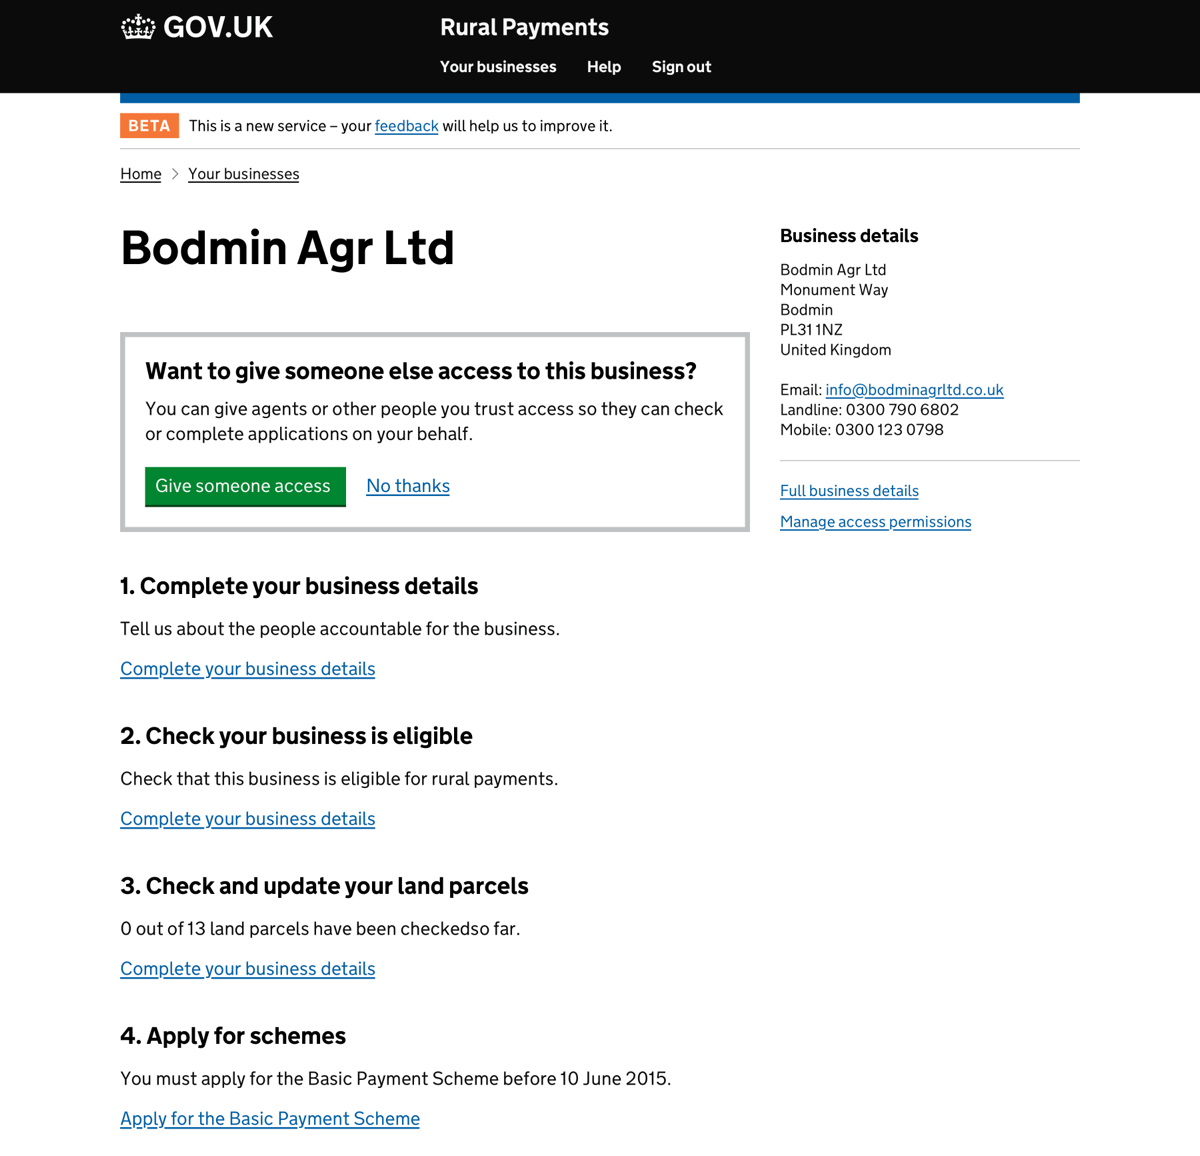 GOV.UK
Rural Payments
Your businesses Help Sign out
BETA This is a new service – your feedback will help us to improve it.
Home > Your businesses
Bodmin Agr Ltd
Want to give someone else access to this business?
You can give agents or other people you trust access so they can check
or complete applications on your behalf.
Give someone access No thanks
1. Complete your business details
Tell us about the people accountable for the business.
Complete your business details
2. Check your business is eligible
Check that this business is eligible for rural payments.
Complete your business details
3. Check and update your land parcels
0 out of 13 land parcels have been checkedso far.
Complete your business details
4. Apply for schemes
You must apply for the Basic Payment Scheme before 10 June 2015.
Apply for the Basic Payment Scheme
Business details
Bodmin Agr Ltd
Monument Way
Bodmin
PL31 1NZ
United Kingdom
Email: info@bodminagrltd.co.uk
Landline: 0300 790 6802
Mobile: 0300 123 0798
Full business details
Manage access permissions